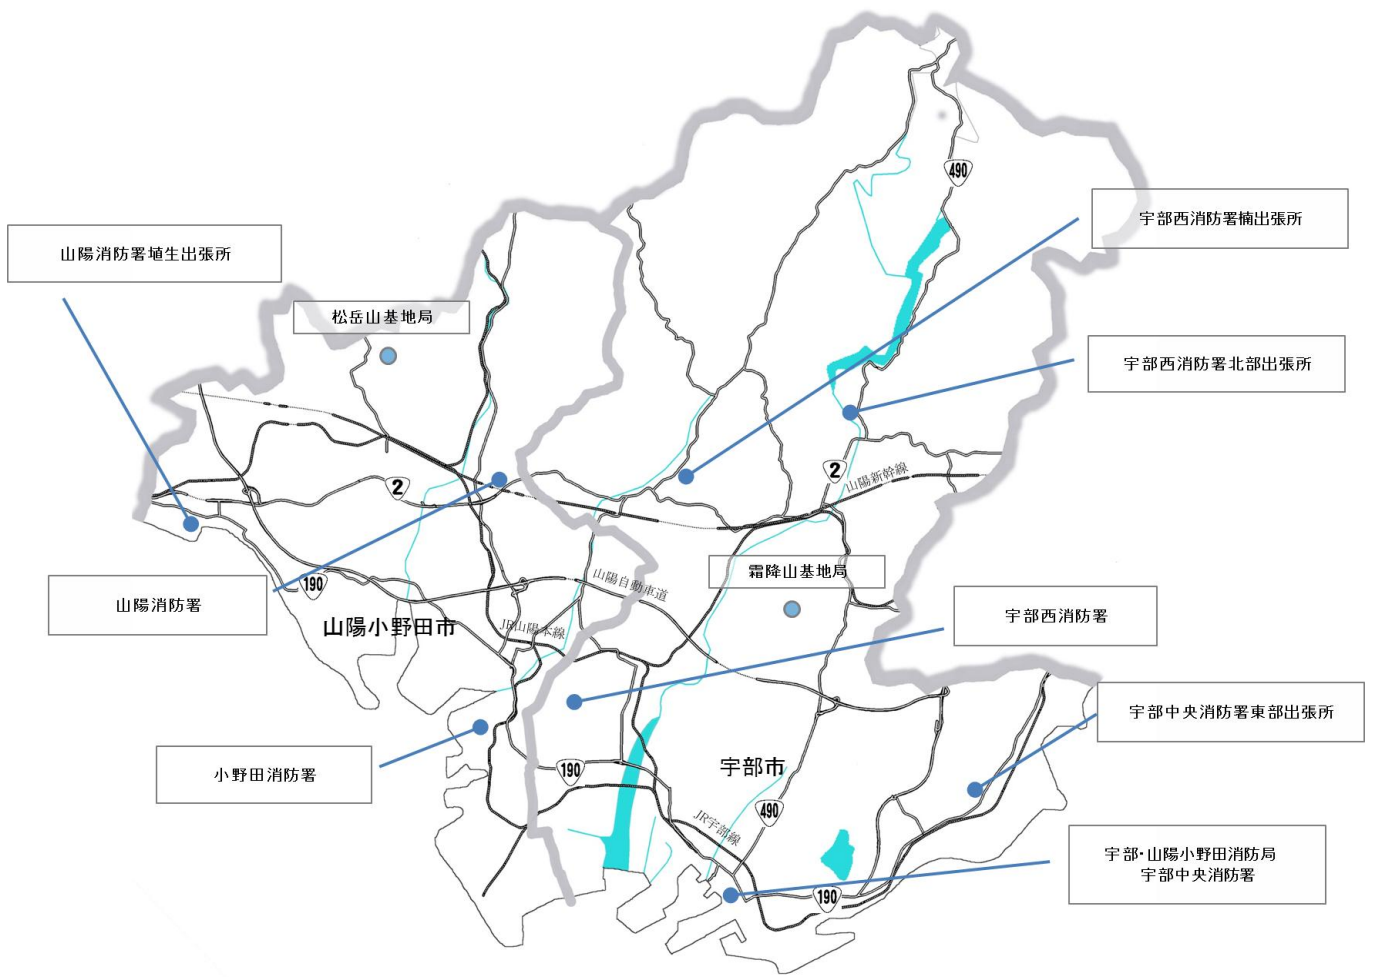 490
宇部西消防署楠出張所
山陽消防署埴生出張所
松岳山基地局
宇部西消防署北部出張所
2
山陽新幹線
2
霜降山基地局
山陽自動車道
190
山陽消防署
宇部西消防署
山陽小野田市
JR山陽本線
宇部中央消防署東部出張所
小野田消防署
190
宇部市
490
JR宇部線
宇部・山陽小野田消防局
宇部中央消防署
190